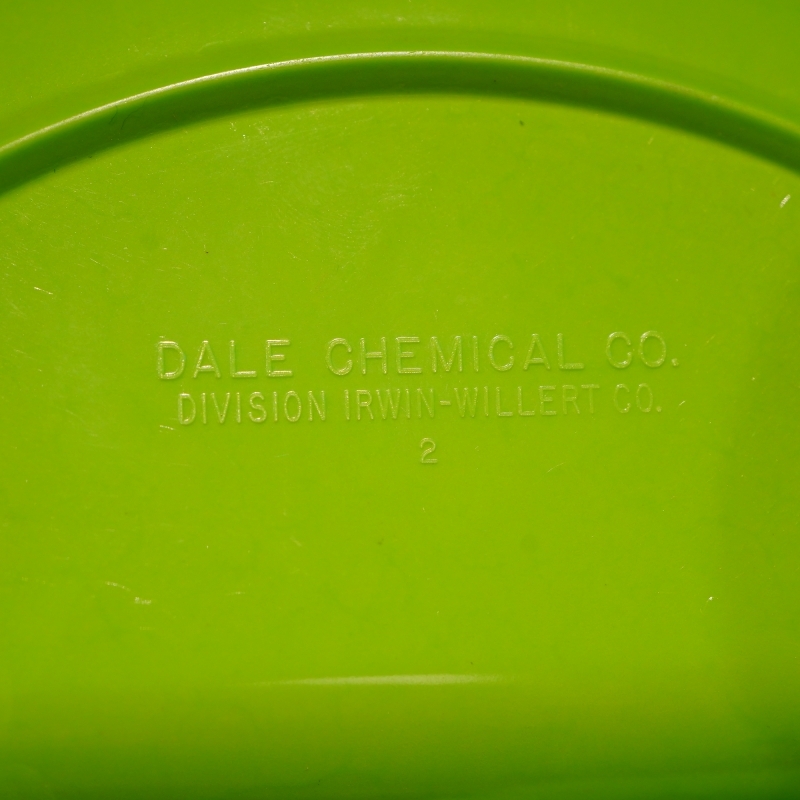 DALE CHEMICAL CO.
DIVISION IRWIN-WILLERT CO.
2